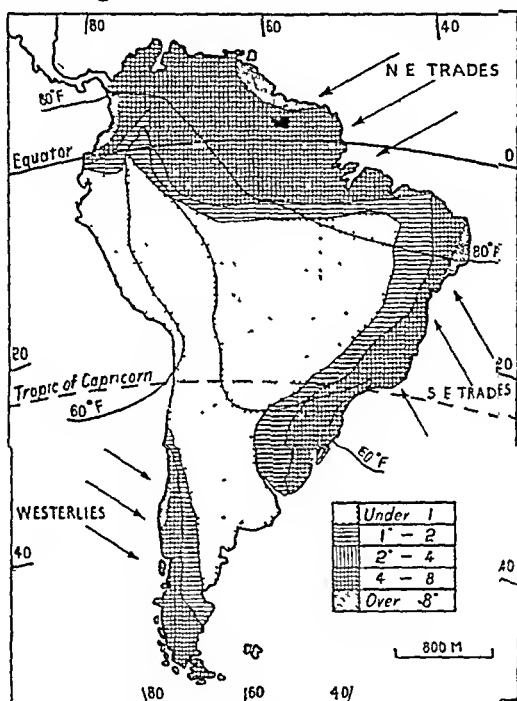 80 60 40
80°F
N E TRADES
Equator
0
80°F
20
20
Tropic of Capricorn
60°F
S E TRADES
60°F
WESTERLIES
Under 1
1" - 2
2" - 4
4 - 8
Over 8"
40
40
800 M
80 60 40